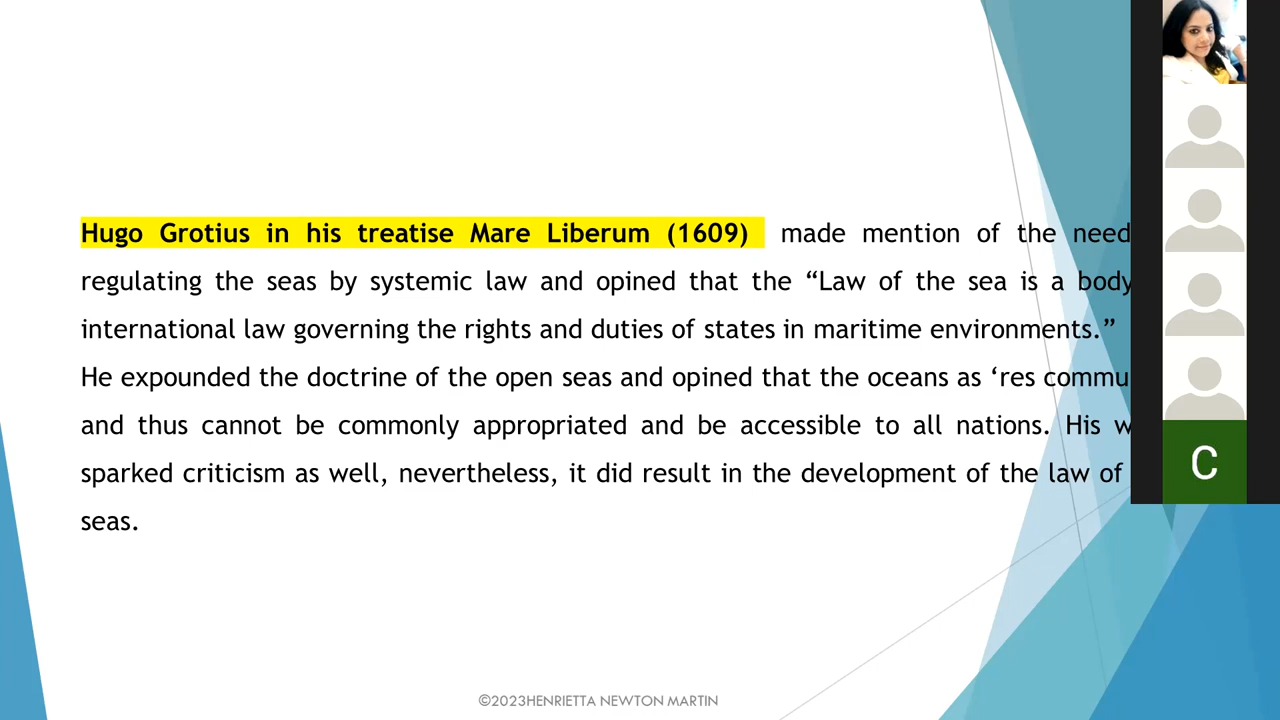 Hugo Grotius in his treatise Mare Liberum (1609) made mention of the need
regulating the seas by systemic law and opined that the “Law of the sea is a body
international law governing the rights and duties of states in maritime environments.”
He expounded the doctrine of the open seas and opined that the oceans as ‘res commu
and thus cannot be commonly appropriated and be accessible to all nations. His w
sparked criticism as well, nevertheless, it did result in the development of the law of
seas.
C
©2023HENRIETTA NEWTON MARTIN